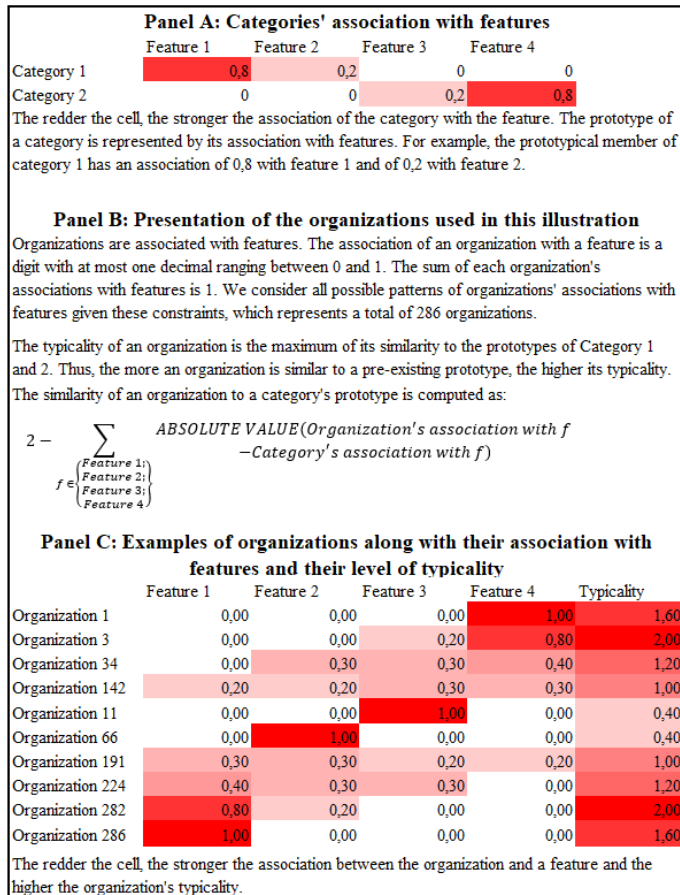 Panel A: Categories' association with features
Feature 1 Feature 2 Feature 3 Feature 4
Category 1 0,8 0,2 0 0
Category 2 0 0 0,2 0,8
The redder the cell, the stronger the association of the category with the feature. The prototype of
a category is represented by its association with features. For example, the prototypical member of
category 1 has an association of 0,8 with feature 1 and of 0,2 with feature 2.
Panel B: Presentation of the organizations used in this illustration
Organizations are associated with features. The association of an organization with a feature is a
digit with at most one decimal ranging between 0 and 1. The sum of each organization's
associations with features is 1. We consider all possible patterns of organizations' associations with
features given these constraints, which represents a total of 286 organizations.
The typicality of an organization is the maximum of its similarity to the prototypes of Category 1
and 2. Thus, the more an organization is similar to a pre-existing prototype, the higher its typicality.
The similarity of an organization to a category's prototype is computed as:
2 − ∑ ABSOLUTE VALUE(Organization's association with f
−Category's association with f)
f ∈ {Feature 1;
Feature 2;
Feature 3;
Feature 4}
Panel C: Examples of organizations along with their association with
features and their level of typicality
Feature 1 Feature 2 Feature 3 Feature 4 Typicality
Organization 1 0,00 0,00 0,00 1,00 1,60
Organization 3 0,00 0,00 0,20 0,80 2,00
Organization 34 0,00 0,30 0,30 0,40 1,20
Organization 142 0,20 0,20 0,30 0,30 1,00
Organization 11 0,00 0,00 1,00 0,00 0,40
Organization 66 0,00 1,00 0,00 0,00 0,40
Organization 191 0,30 0,30 0,20 0,20 1,00
Organization 224 0,40 0,30 0,30 0,00 1,20
Organization 282 0,80 0,20 0,00 0,00 2,00
Organization 286 1,00 0,00 0,00 0,00 1,60
The redder the cell, the stronger the association between the organization and a feature and the
higher the organization's typicality.